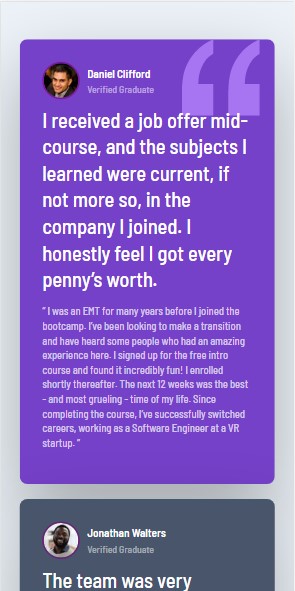 Daniel Clifford
Verified Graduate
I received a job offer mid-
course, and the subjects I
learned were current, if
not more so, in the
company I joined. I
honestly feel I got every
penny’s worth.
“ I was an EMT for many years before I joined the
bootcamp. I’ve been looking to make a transition
and have heard some people who had an amazing
experience here. I signed up for the free intro
course and found it incredibly fun! I enrolled
shortly thereafter. The next 12 weeks was the best
- and most grueling - time of my life. Since
completing the course, I’ve successfully switched
careers, working as a Software Engineer at a VR
startup. ”
Jonathan Walters
Verified Graduate
The team was very